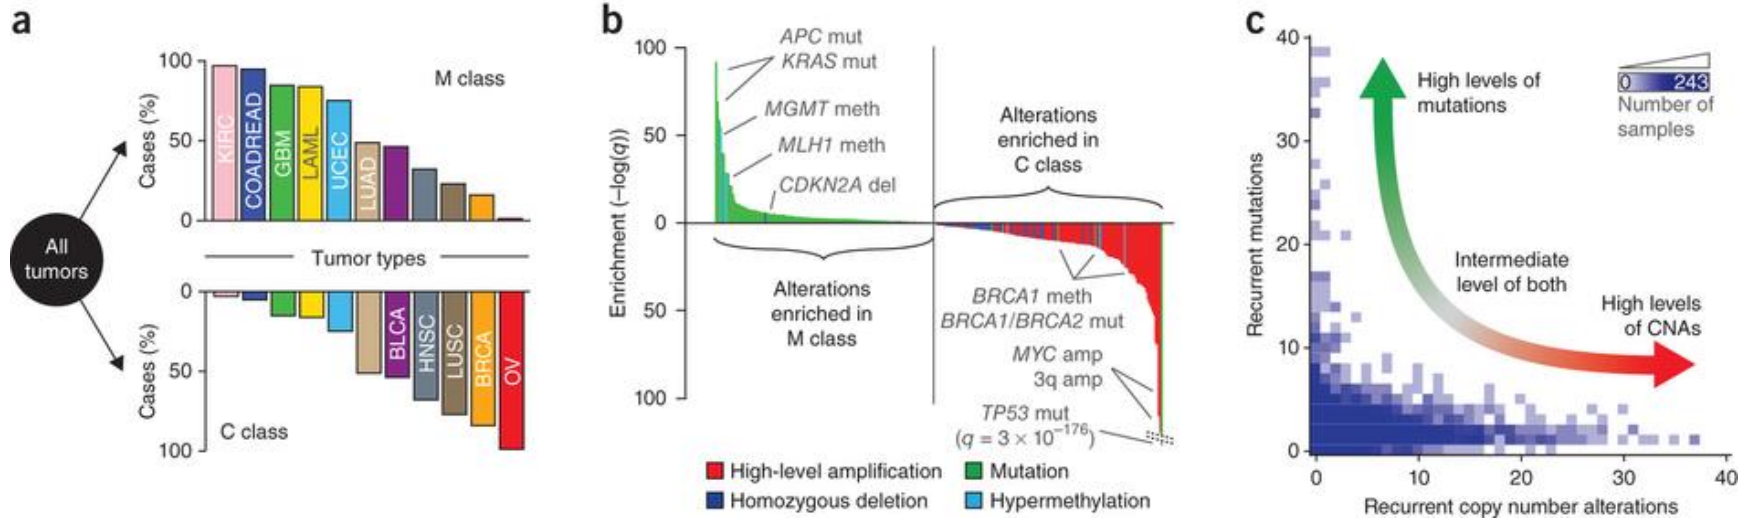 a
100
50
0
Cases (%)
M class
KIRC
COADREAD
GBM
LAML
UCEC
LUAD
All
tumors
Tumor types
0
50
100
Cases (%)
C class
BLCA
HNSC
LUSC
BRCA
OV
b
100
50
0
50
100
Enrichment (–log(q))
APC mut
KRAS mut
MGMT meth
MLH1 meth
CDKN2A del
Alterations
enriched in
C class
Alterations
enriched in
M class
BRCA1 meth
BRCA1/BRCA2 mut
MYC amp
3q amp
TP53 mut
(q = 3 × 10⁻¹⁷⁶)
High-level amplification
Mutation
Homozygous deletion
Hypermethylation
c
40
30
20
10
0
Recurrent mutations
High levels of
mutations
0 243
Number of
samples
Intermediate
level of both
High levels
of CNAs
0 10 20 30 40
Recurrent copy number alterations